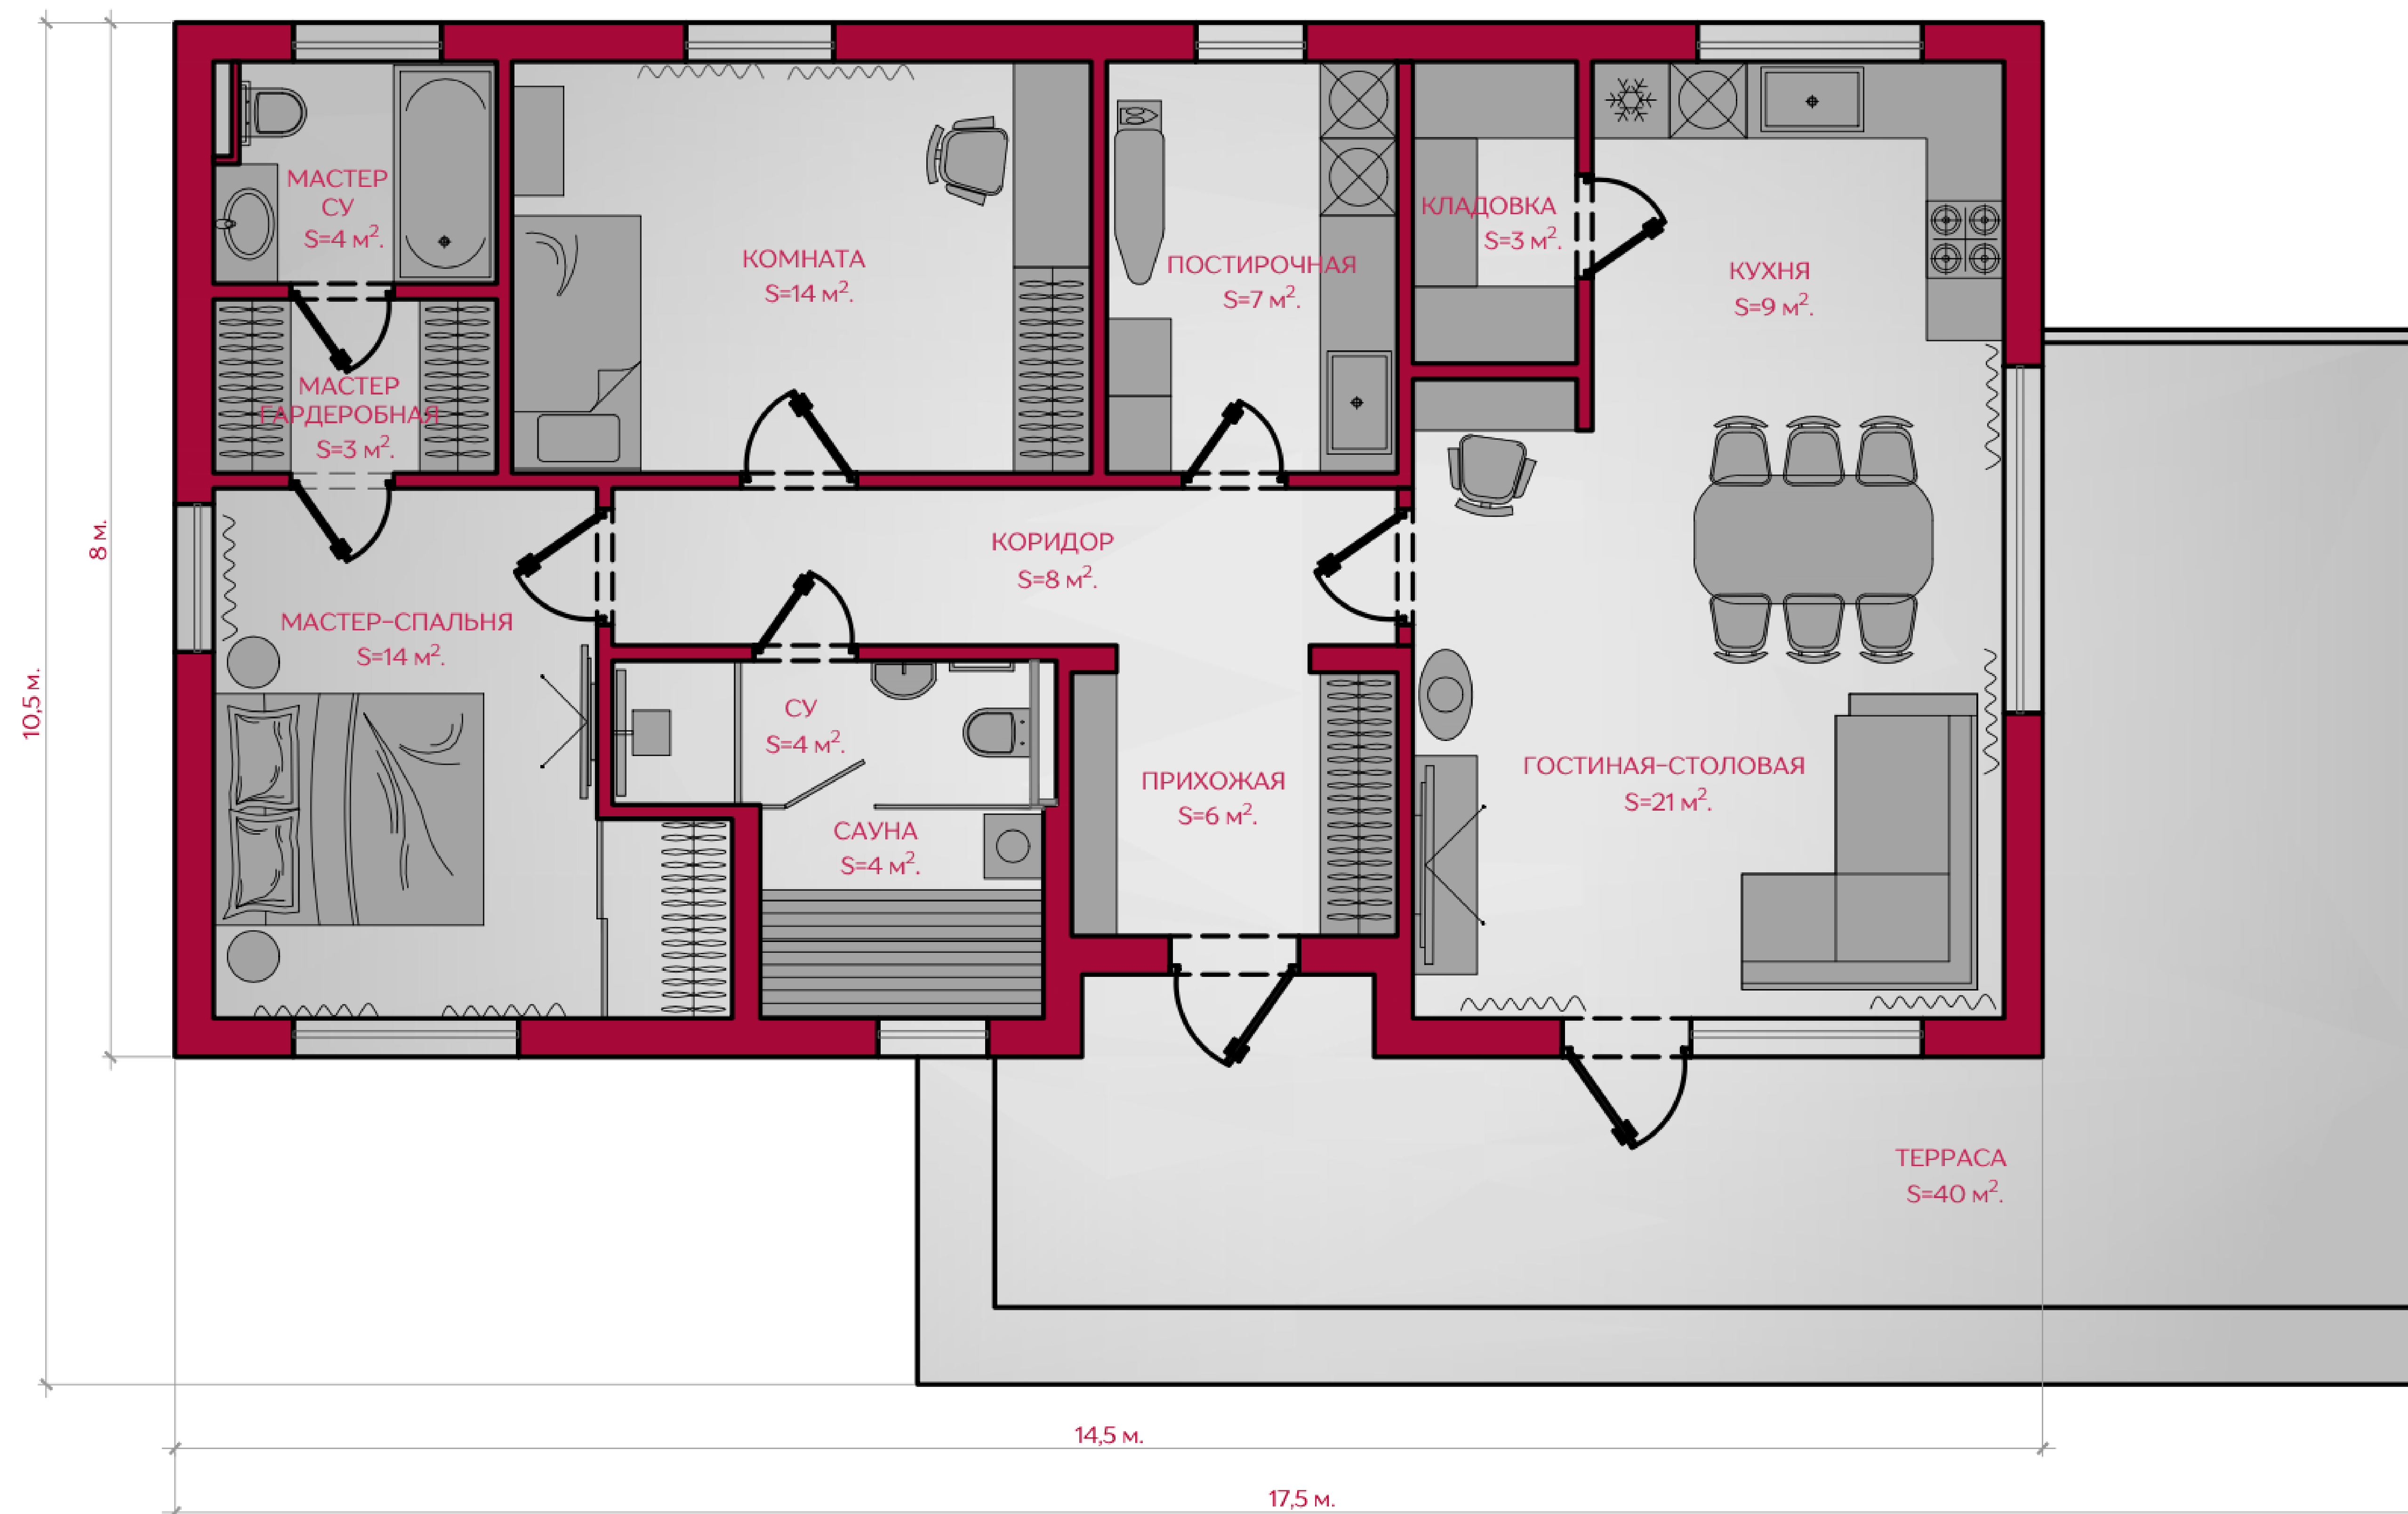 МАСТЕР
СУ
S=4 м².
КОМНАТА
S=14 м².
ПОСТИРОЧНАЯ
S=7 м².
КЛАДОВКА
S=3 м².
КУХНЯ
S=9 м².
МАСТЕР
ГАРДЕРОБНАЯ
S=3 м².
8 м.
КОРИДОР
S=8 м².
МАСТЕР-СПАЛЬНЯ
S=14 м².
10,5 м.
СУ
S=4 м².
ПРИХОЖАЯ
S=6 м².
ГОСТИНАЯ-СТОЛОВАЯ
S=21 м².
САУНА
S=4 м².
ТЕРРАСА
S=40 м².
14,5 м.
17,5 м.